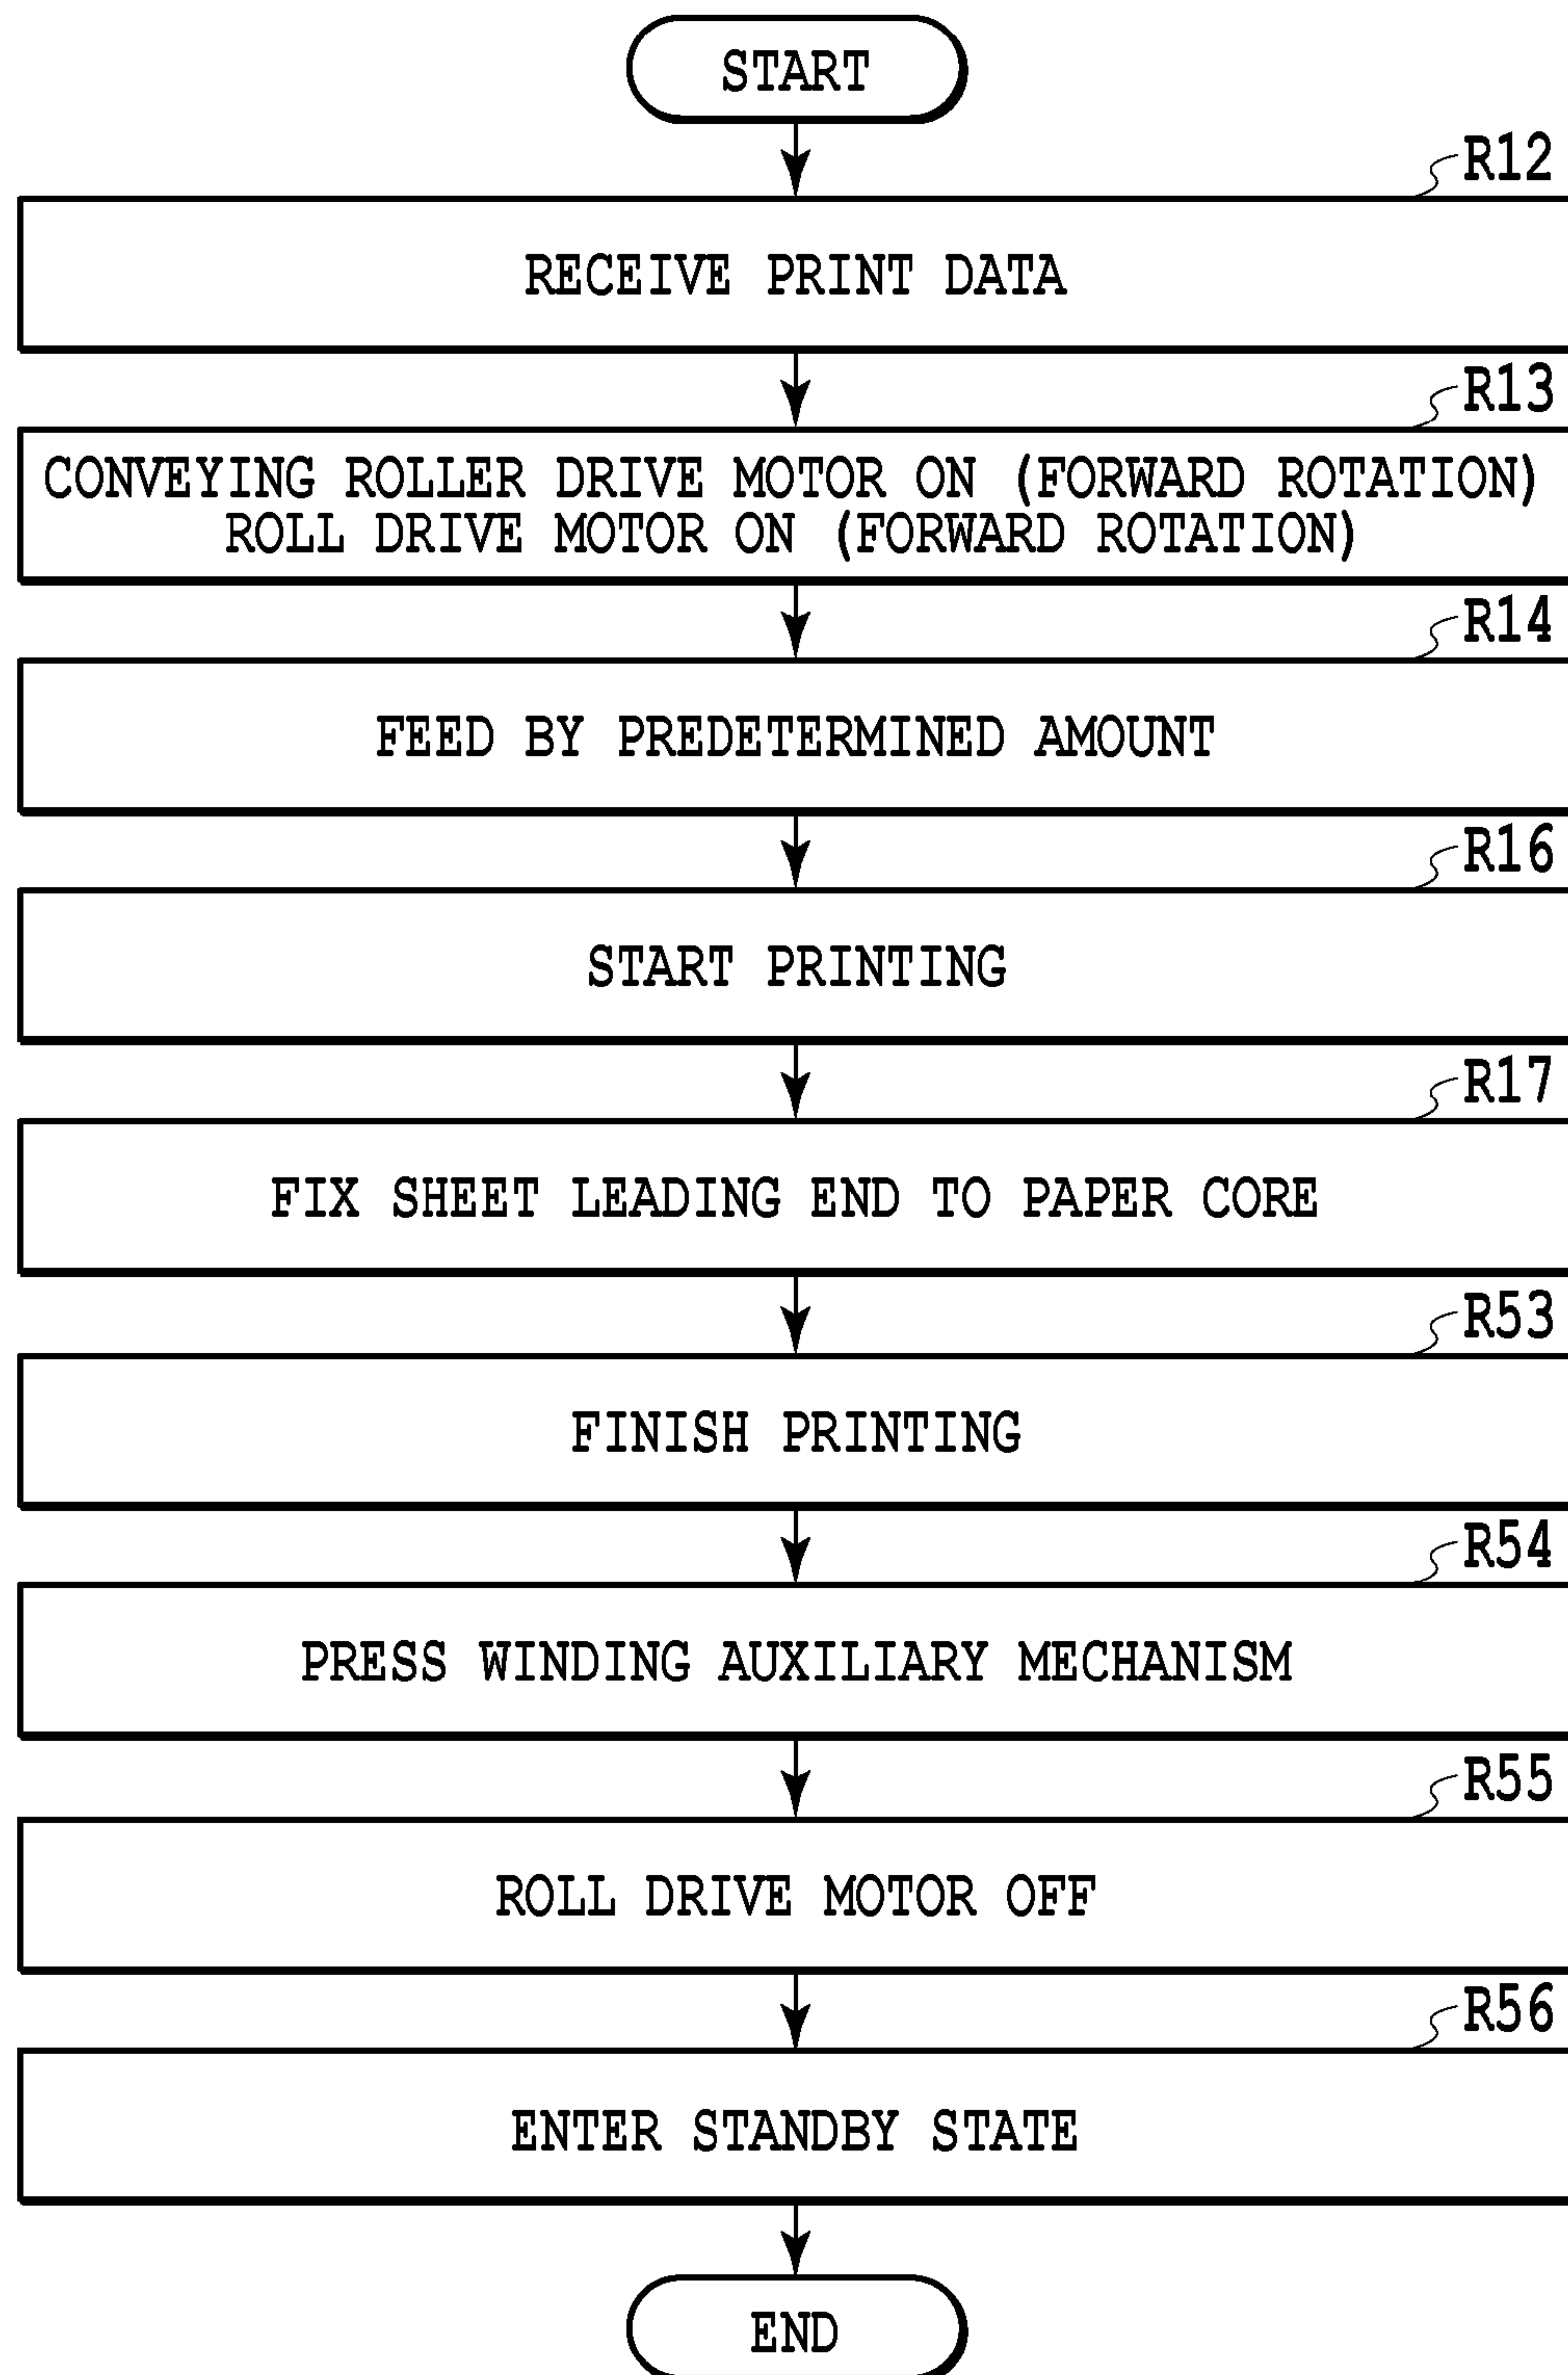 START
R12
RECEIVE PRINT DATA
R13
CONVEYING ROLLER DRIVE MOTOR ON (FORWARD ROTATION)
ROLL DRIVE MOTOR ON (FORWARD ROTATION)
R14
FEED BY PREDETERMINED AMOUNT
R16
START PRINTING
R17
FIX SHEET LEADING END TO PAPER CORE
R53
FINISH PRINTING
R54
PRESS WINDING AUXILIARY MECHANISM
R55
ROLL DRIVE MOTOR OFF
R56
ENTER STANDBY STATE
END